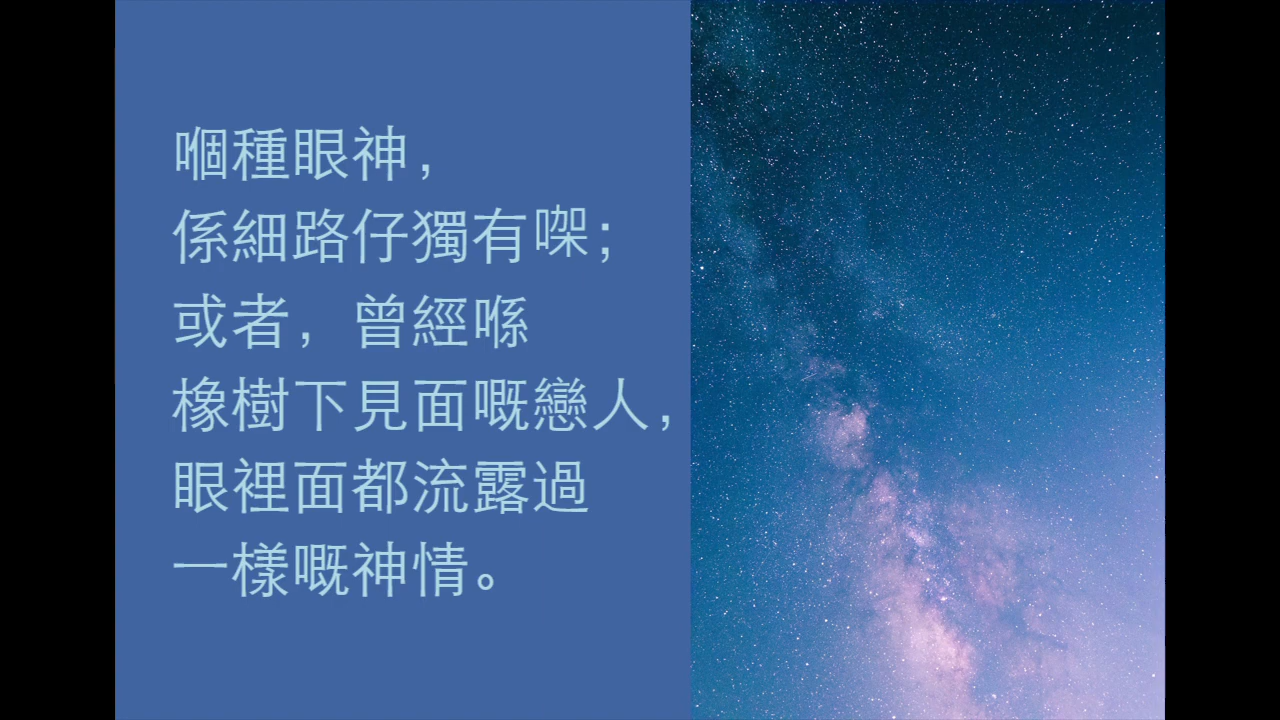 嗰種眼神，
係細路仔獨有㗎；
或者，曾經喺
橡樹下見面嘅戀人，
眼裡面都流露過
一樣嘅神情。